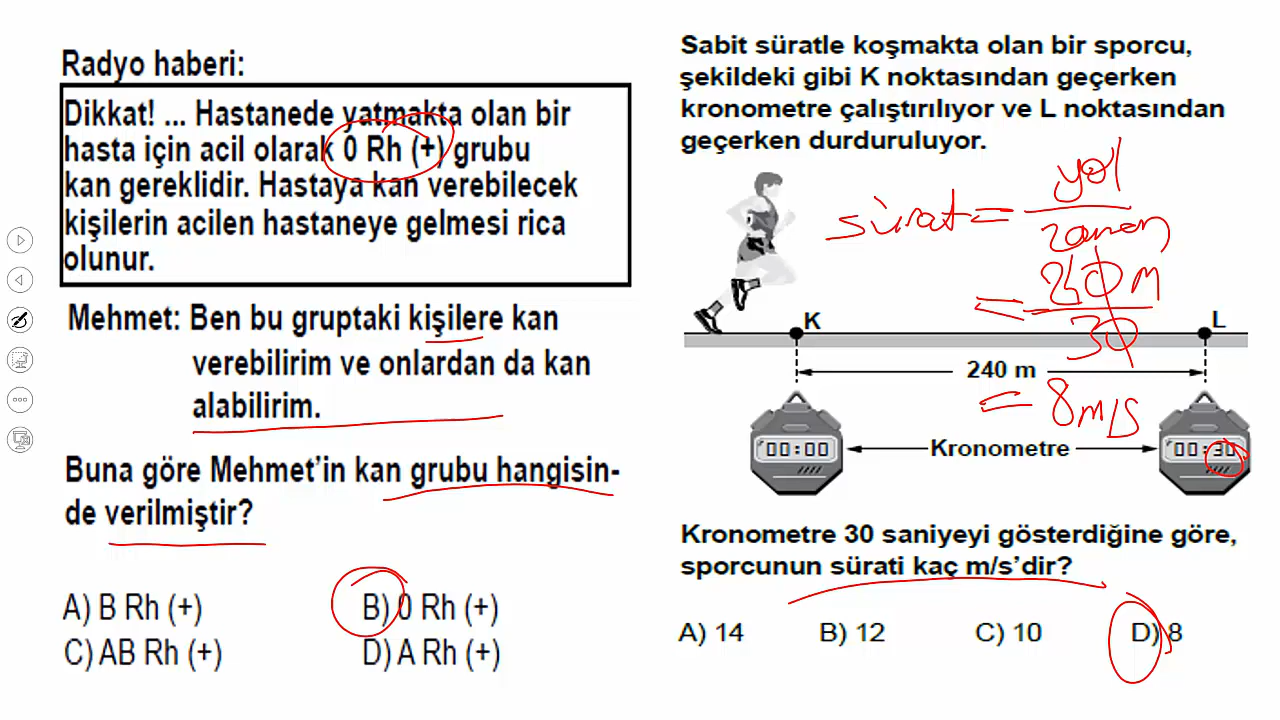 Radyo haberi:
Dikkat! ... Hastanede yatmakta olan bir
hasta için acil olarak 0 Rh (+) grubu
kan gereklidir. Hastaya kan verebilecek
kişilerin acilen hastaneye gelmesi rica
olunur.
Mehmet: Ben bu gruptaki kişilere kan
verebilirim ve onlardan da kan
alabilirim.
Buna göre Mehmet'in kan grubu hangisin-
de verilmiştir?
A) B Rh (+) B) 0 Rh (+)
C) AB Rh (+) D) A Rh (+)
Sabit süratle koşmakta olan bir sporcu,
şekildeki gibi K noktasından geçerken
kronometre çalıştırılıyor ve L noktasından
geçerken durduruluyor.
sürat = yol
zaman
= 240 m
30
K L
240 m
= 8 m/s
00:00 Kronometre 00:30
Kronometre 30 saniyeyi gösterdiğine göre,
sporcunun sürati kaç m/s'dir?
A) 14 B) 12 C) 10 D) 8